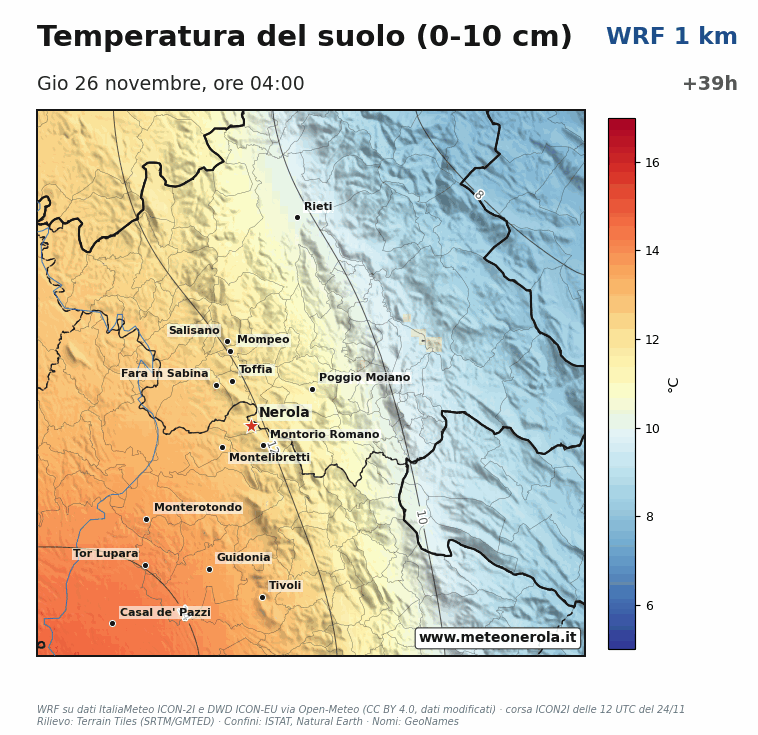 Temperatura del suolo (0-10 cm)
WRF 1 km
Gio 26 novembre, ore 04:00
+39h
8
Rieti
Salisano
Mompeo
Fara in Sabina
Toffia
Poggio Moiano
Nerola
Montorio Romano
Montelibretti
10
Monterotondo
Tor Lupara
Guidonia
Tivoli
Casal de' Pazzi
www.meteonerola.it
16
14
12
10
8
6
°C
WRF su dati ItaliaMeteo ICON-2I e DWD ICON-EU via Open-Meteo (CC BY 4.0, dati modificati) · corsa ICON2I delle 12 UTC del 24/11
Rilievo: Terrain Tiles (SRTM/GMTED) · Confini: ISTAT, Natural Earth · Nomi: GeoNames